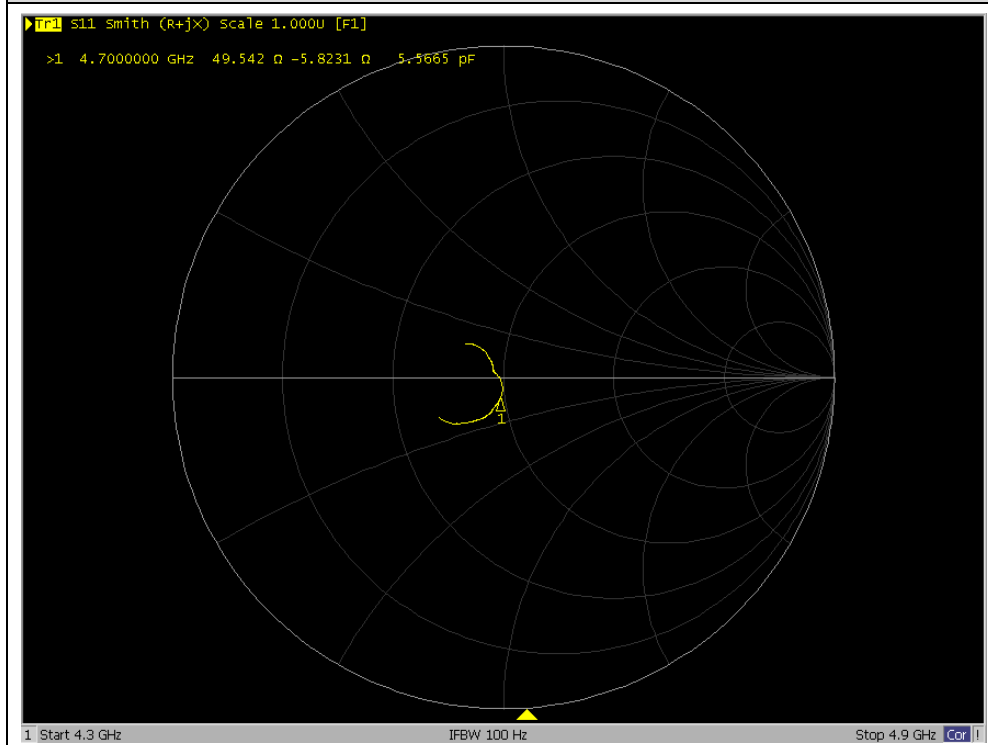 Tr1 S11 Smith (R+jX) Scale 1.000U [F1]
>1 4.7000000 GHz 49.542 Ω -5.8231 Ω 5.5665 pF
1
1 Start 4.3 GHz IFBW 100 Hz Stop 4.9 GHz Cor !